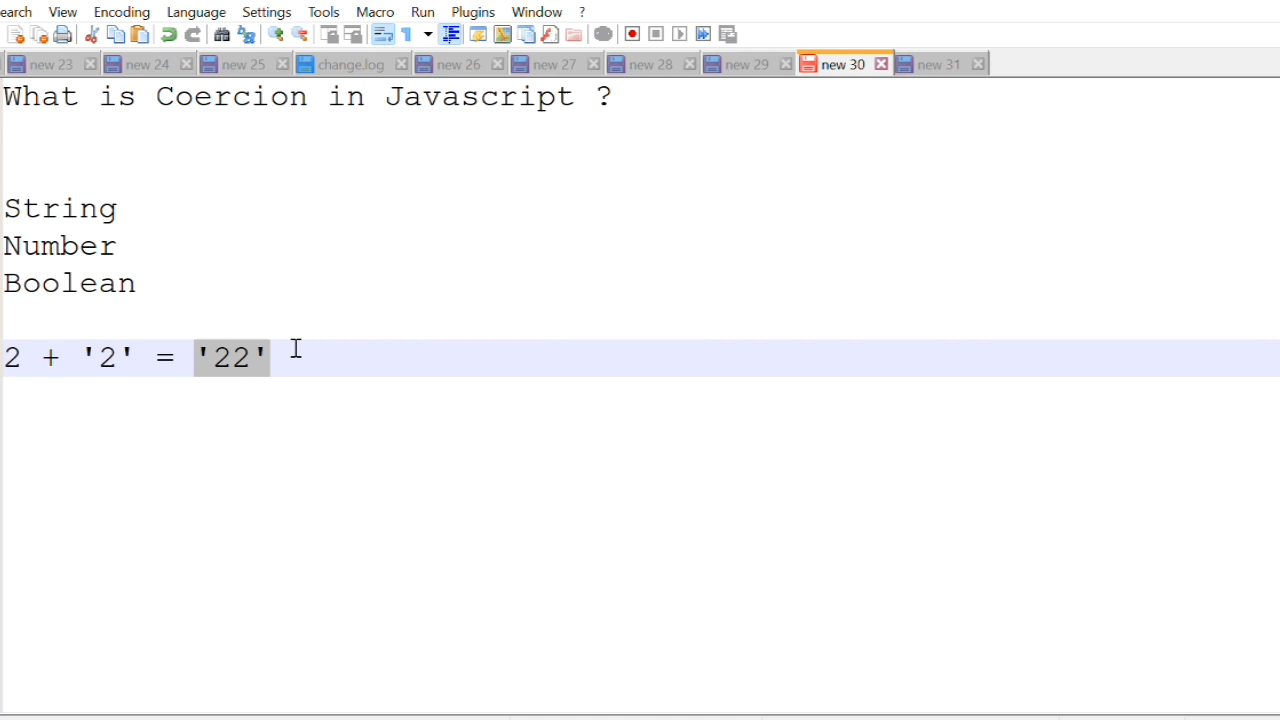 earch View Encoding Language Settings Tools Macro Run Plugins Window ?
new 23 new 24 new 25 change.log new 26 new 27 new 28 new 29 new 30 new 31
What is Coercion in Javascript ?
String
Number
Boolean
2 + '2' = '22'